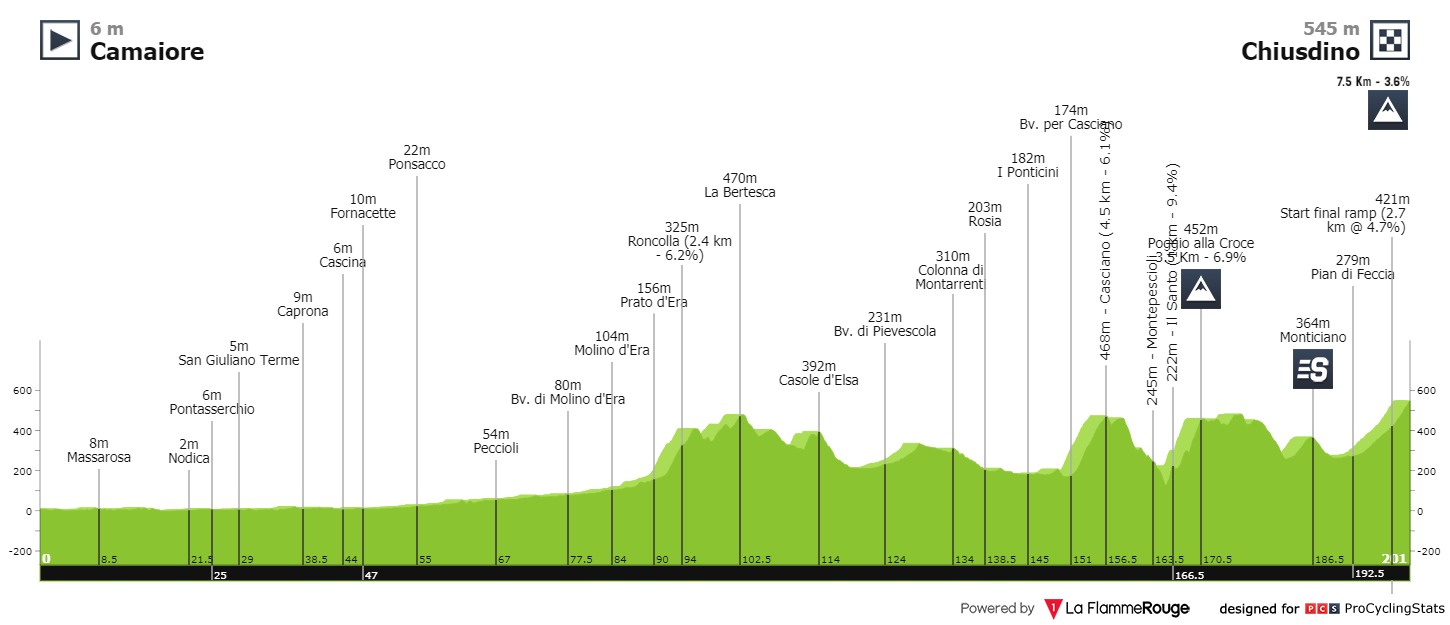 6 m
Camaiore
545 m
Chiusdino
7.5 Km - 3.6%
8m
Massarosa
2m
Nodica
6m
Pontasserchio
5m
San Giuliano Terme
9m
Caprona
6m
Cascina
10m
Fornacette
22m
Ponsacco
54m
Peccioli
80m
Bv. di Molino d'Era
104m
Molino d'Era
156m
Prato d'Era
325m
Roncolla (2.4 km
- 6.2%)
470m
La Bertesca
392m
Casole d'Elsa
231m
Bv. di Pievescola
310m
Colonna di
Montarrenti
203m
Rosia
182m
I Ponticini
174m
Bv. per Casciano
468m - Casciano (4.5 km - 6.1%)
245m - Montepescioli
222m - Il Santo ( km - 9.4%)
452m
Poggio alla Croce
3.5 Km - 6.9%
364m
Monticiano
S
279m
Pian di Feccia
421m
Start final ramp (2.7
km @ 4.7%)
600
400
200
0
-200
600
400
200
0
-200
0
8.5
21.5
29
38.5
44
55
67
77.5
84
90
94
102.5
114
124
134
138.5
145
151
156.5
163.5
170.5
186.5
201
25
47
166.5
192.5
Powered by
1
La FlammeRouge
designed for
PCS
ProCyclingStats